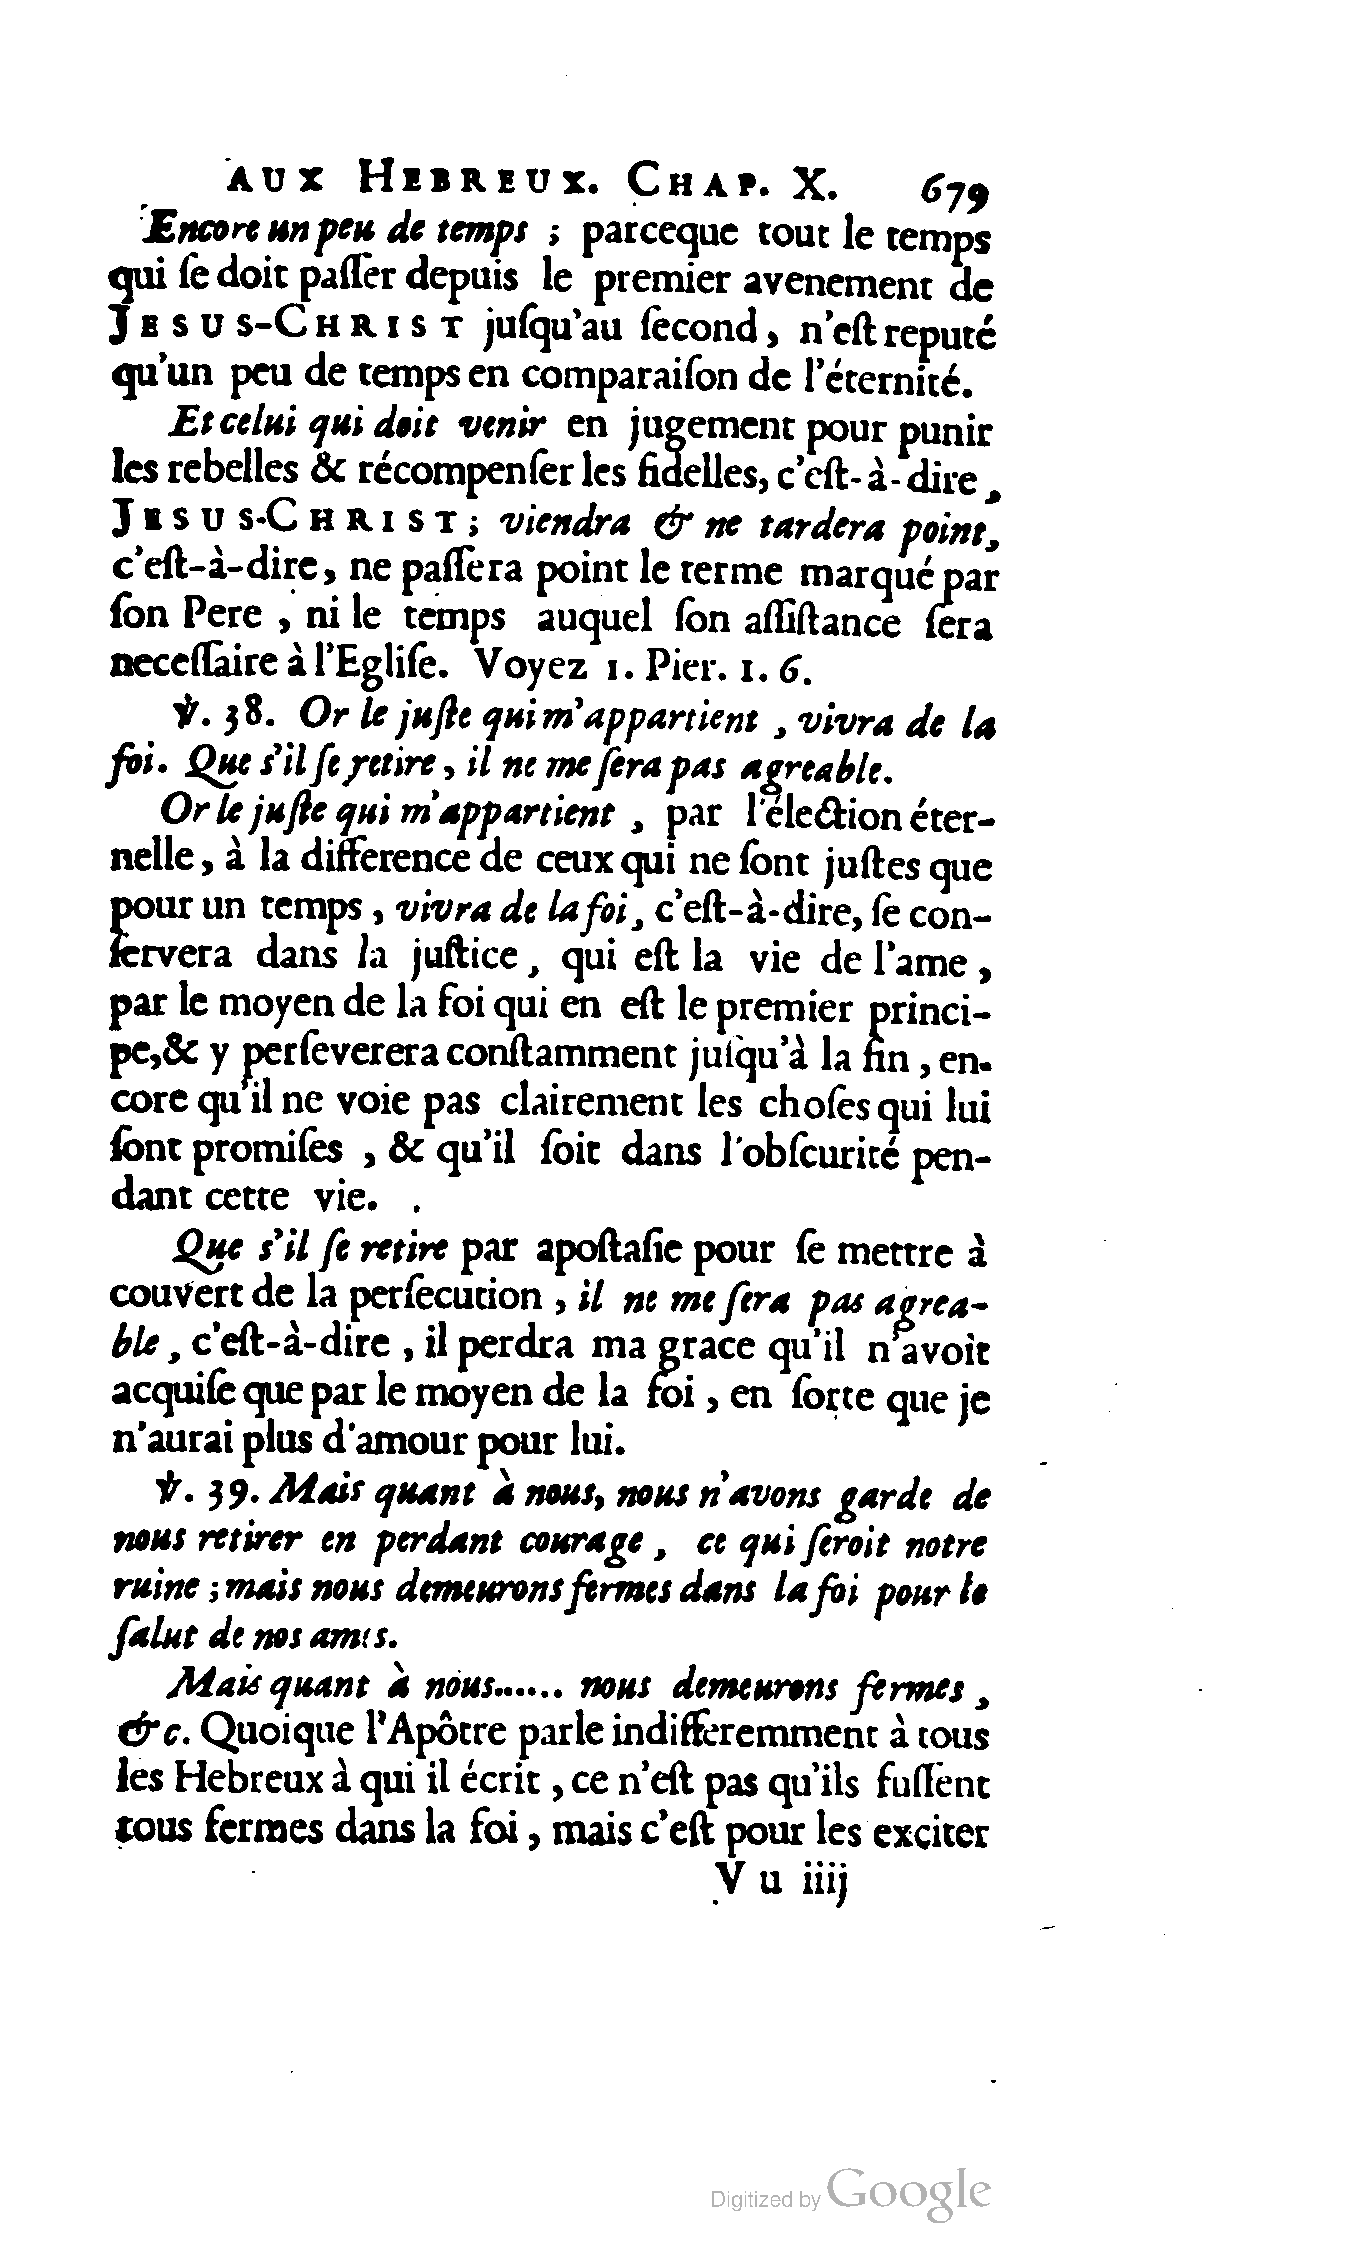 AUX HEBREUX. CHAP. X. 679
Encore un peu de temps ; parceque tout le temps
qui ſe doit paſſer depuis le premier avenement de
JESUS-CHRIST juſqu'au ſecond, n'eſt reputé
qu'un peu de temps en comparaiſon de l'éternité.
Et celui qui doit venir en jugement pour punir
les rebelles & récompenſer les fidelles, c'eſt-à-dire,
JESUS-CHRIST; viendra & ne tardera point,
c'eſt-à-dire, ne paſſera point le terme marqué par
ſon Pere , ni le temps auquel ſon aſſiſtance ſera
neceſſaire à l'Egliſe. Voyez 1. Pier. 1. 6.
℣. 38. Or le juſte qui m'appartient , vivra de la
foi. Que s'il ſe retire, il ne me ſera pas agreable.
Or le juſte qui m'appartient , par l'élection éter-
nelle, à la difference de ceux qui ne ſont juſtes que
pour un temps , vivra de la foi, c'eſt-à-dire, ſe con-
ſervera dans la juſtice , qui eſt la vie de l'ame ,
par le moyen de la foi qui en eſt le premier princi-
pe,& y perſeverera conſtamment juſqu'à la fin , en-
core qu'il ne voie pas clairement les choſes qui lui
ſont promiſes , & qu'il ſoit dans l'obſcurité pen-
dant cette vie.
Que s'il ſe retire par apoſtaſie pour ſe mettre à
couvert de la perſecution , il ne me ſera pas agrea-
ble , c'eſt-à-dire , il perdra ma grace qu'il n'avoit
acquiſe que par le moyen de la foi , en ſorte que je
n'aurai plus d'amour pour lui.
℣. 39. Mais quant à nous, nous n'avons garde de
nous retirer en perdant courage , ce qui ſeroit notre
ruine ; mais nous demeurons fermes dans la foi pour le
ſalut de nos ames.
Mais quant à nous...... nous demeurons fermes ,
&c. Quoique l'Apôtre parle indifferemment à tous
les Hebreux à qui il écrit , ce n'eſt pas qu'ils fuſſent
tous fermes dans la foi , mais c'eſt pour les exciter
V u iiij
Digitized by Google